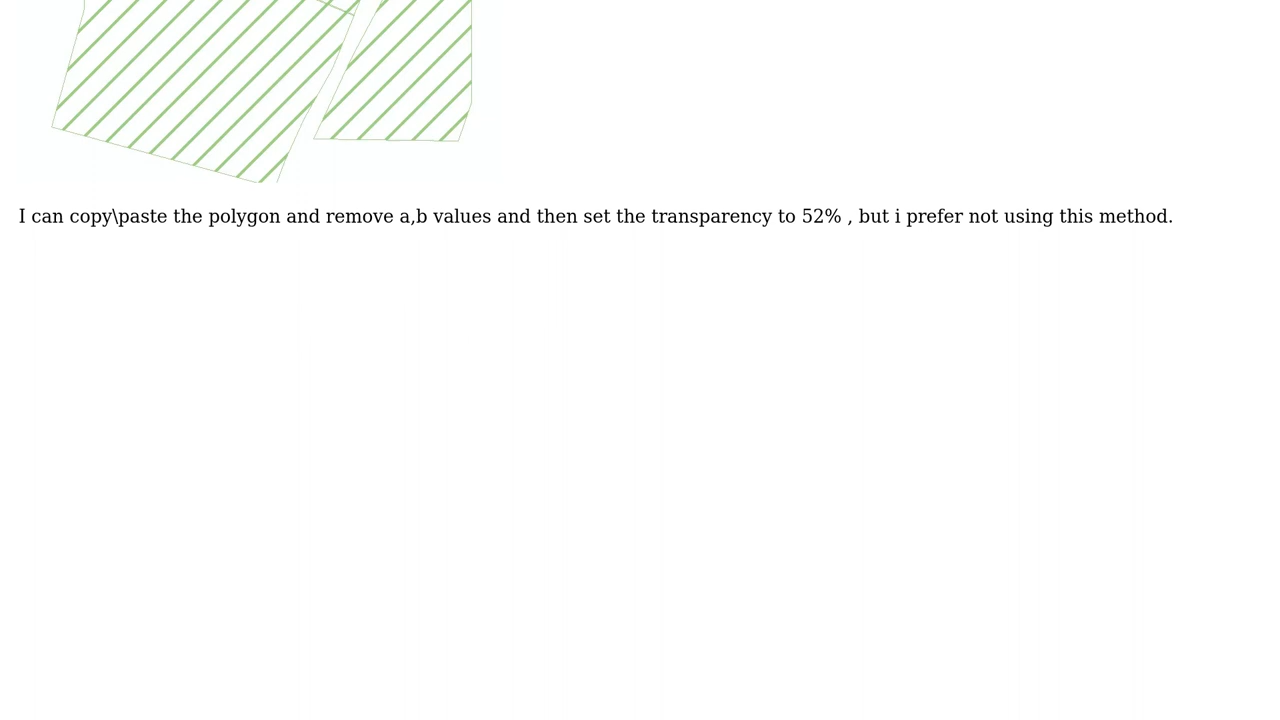 I can copy\paste the polygon and remove a,b values and then set the transparency to 52% , but i prefer not using this method.